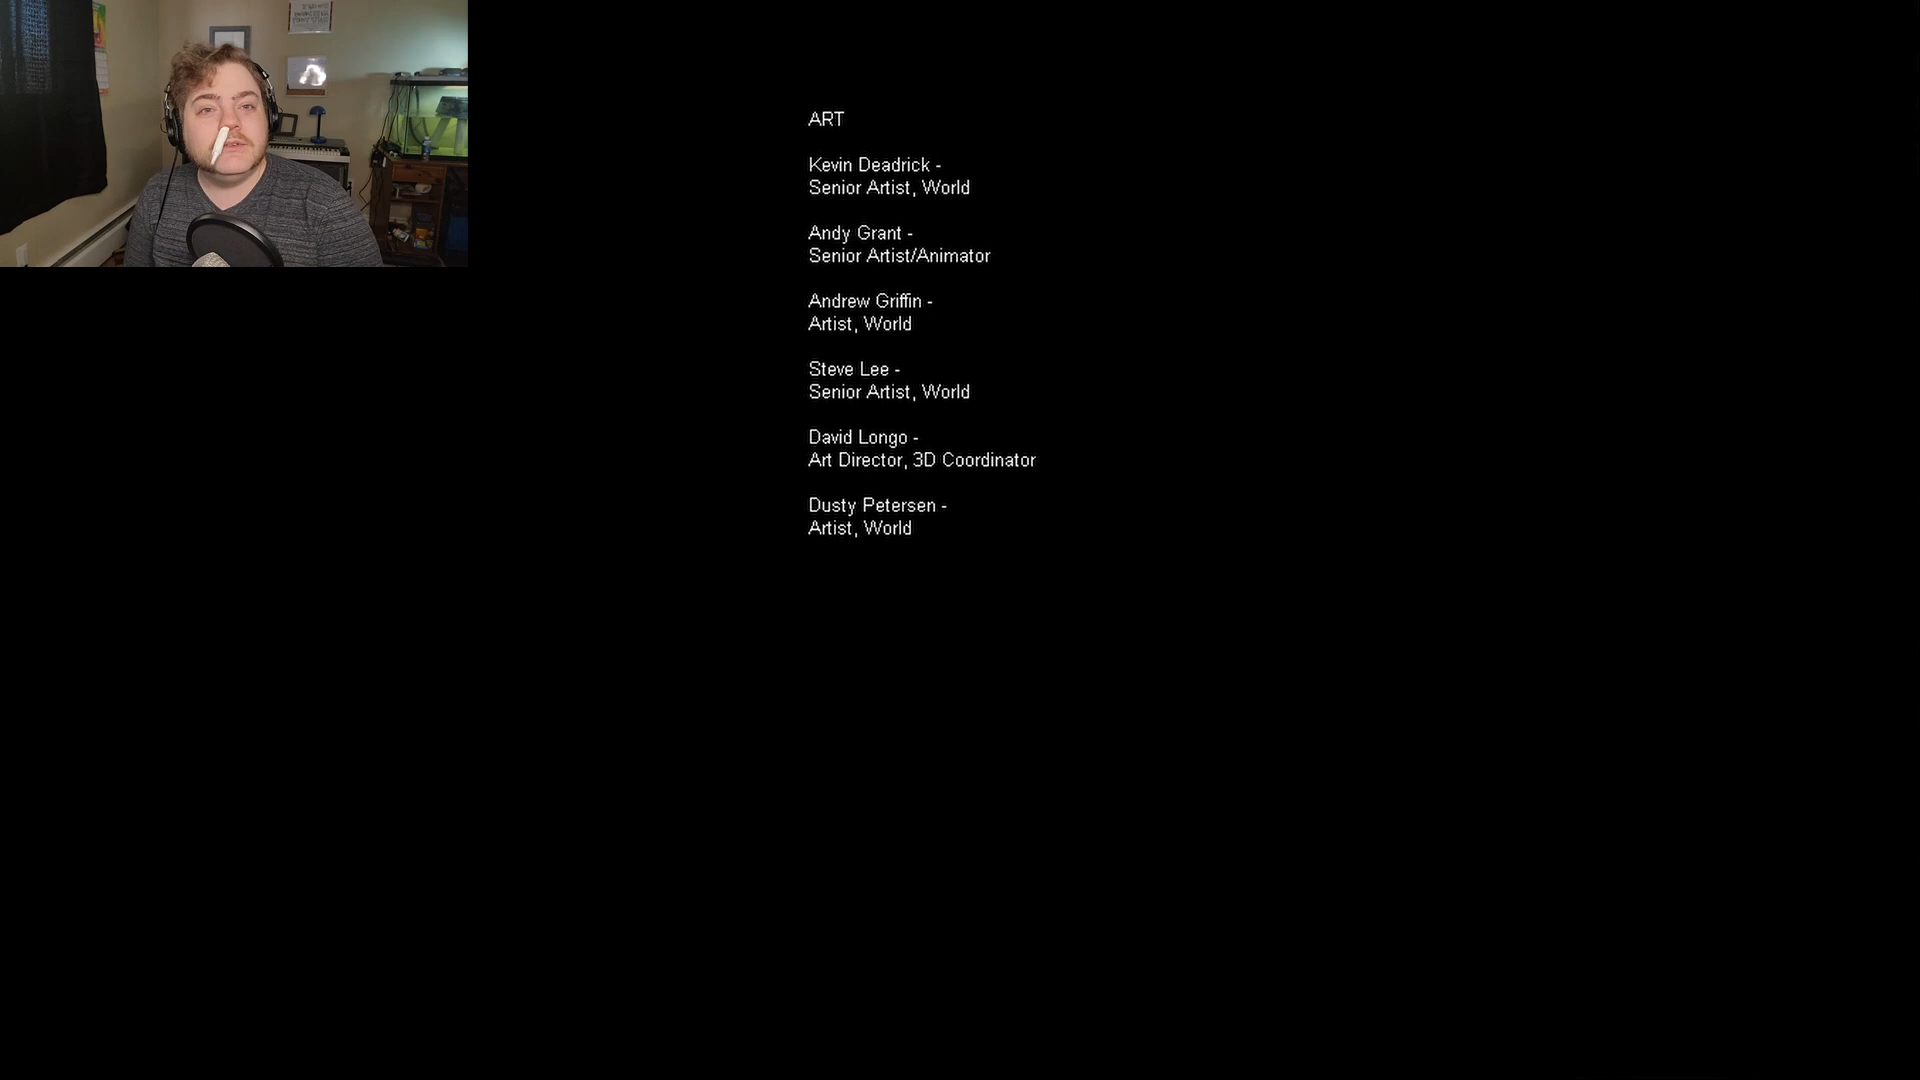 ART
Kevin Deadrick -
Senior Artist, World
Andy Grant -
Senior Artist/Animator
Andrew Griffin -
Artist, World
Steve Lee -
Senior Artist, World
David Longo -
Art Director, 3D Coordinator
Dusty Petersen -
Artist, World